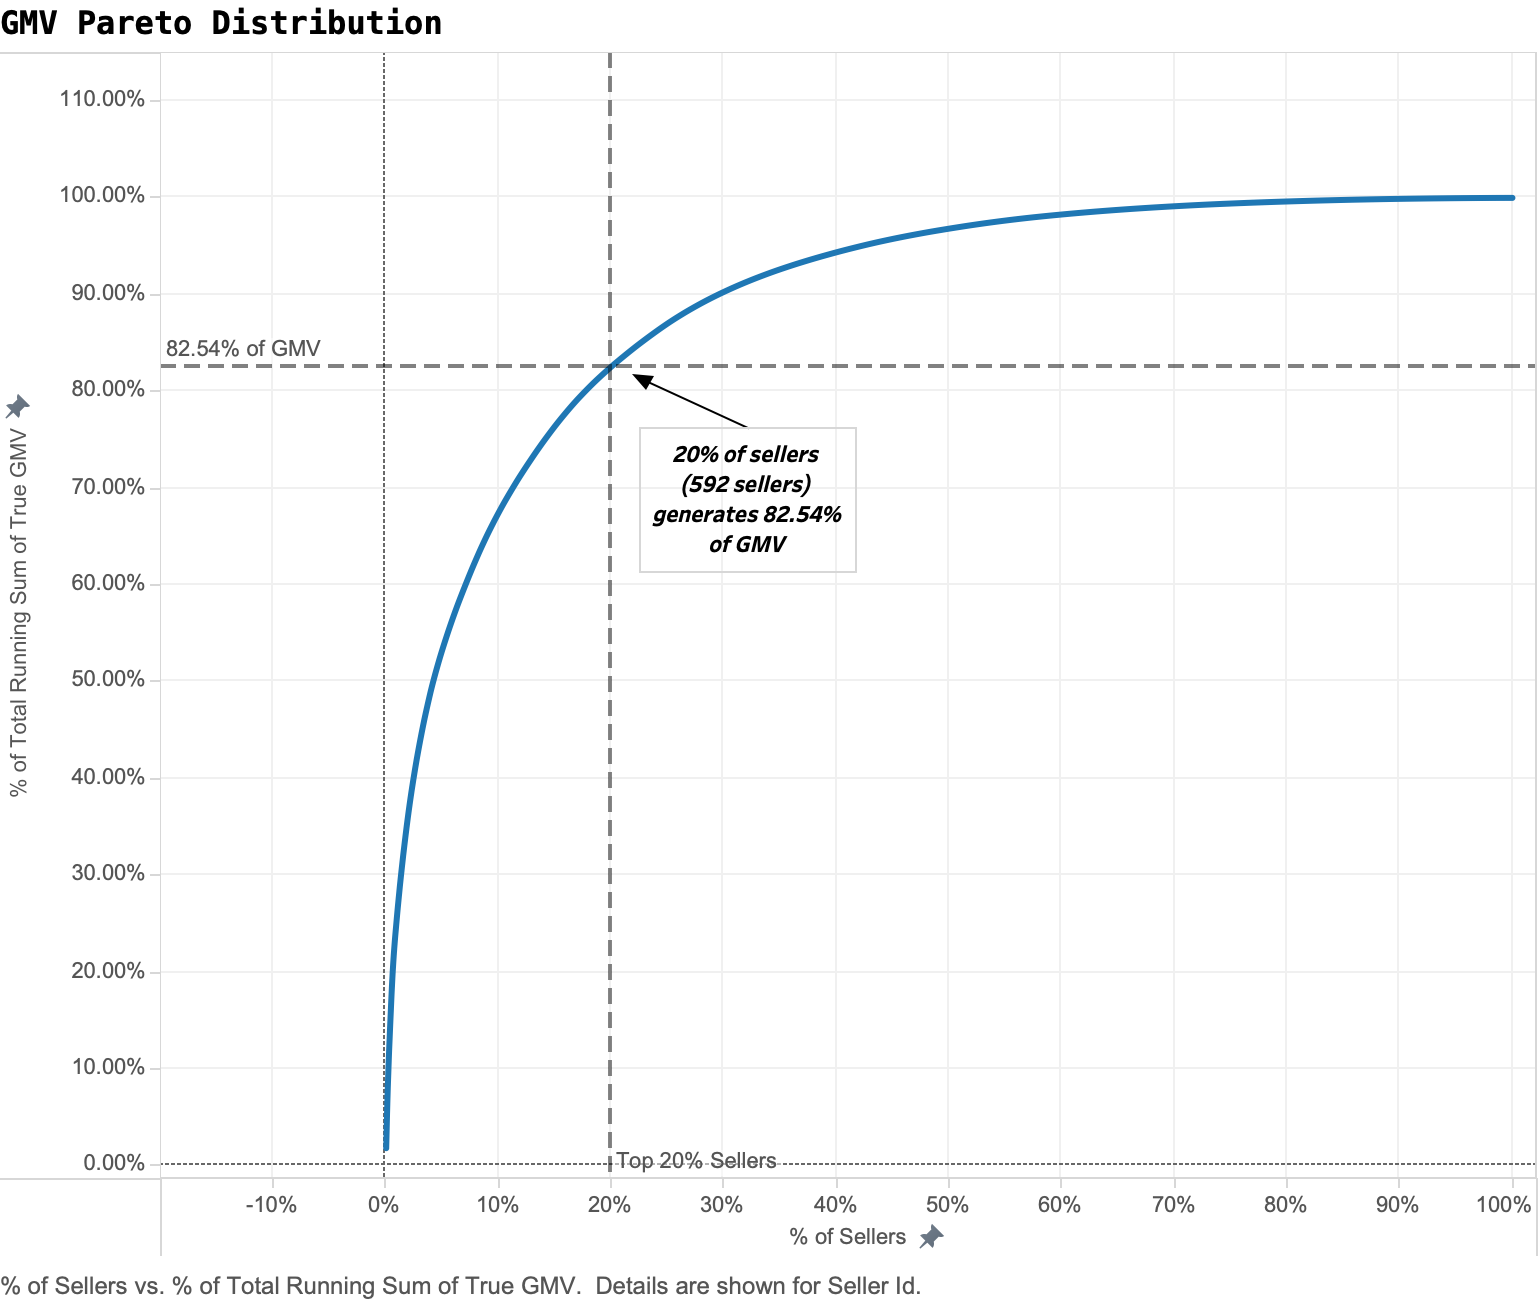 GMV Pareto Distribution
110.00%
100.00%
90.00%
82.54% of GMV
80.00%
20% of sellers
(592 sellers)
generates 82.54%
of GMV
70.00%
60.00%
50.00%
40.00%
30.00%
20.00%
10.00%
0.00%
% of Total Running Sum of True GMV
Top 20% Sellers
-10% 0% 10% 20% 30% 40% 50% 60% 70% 80% 90% 100%
% of Sellers
% of Sellers vs. % of Total Running Sum of True GMV.  Details are shown for Seller Id.